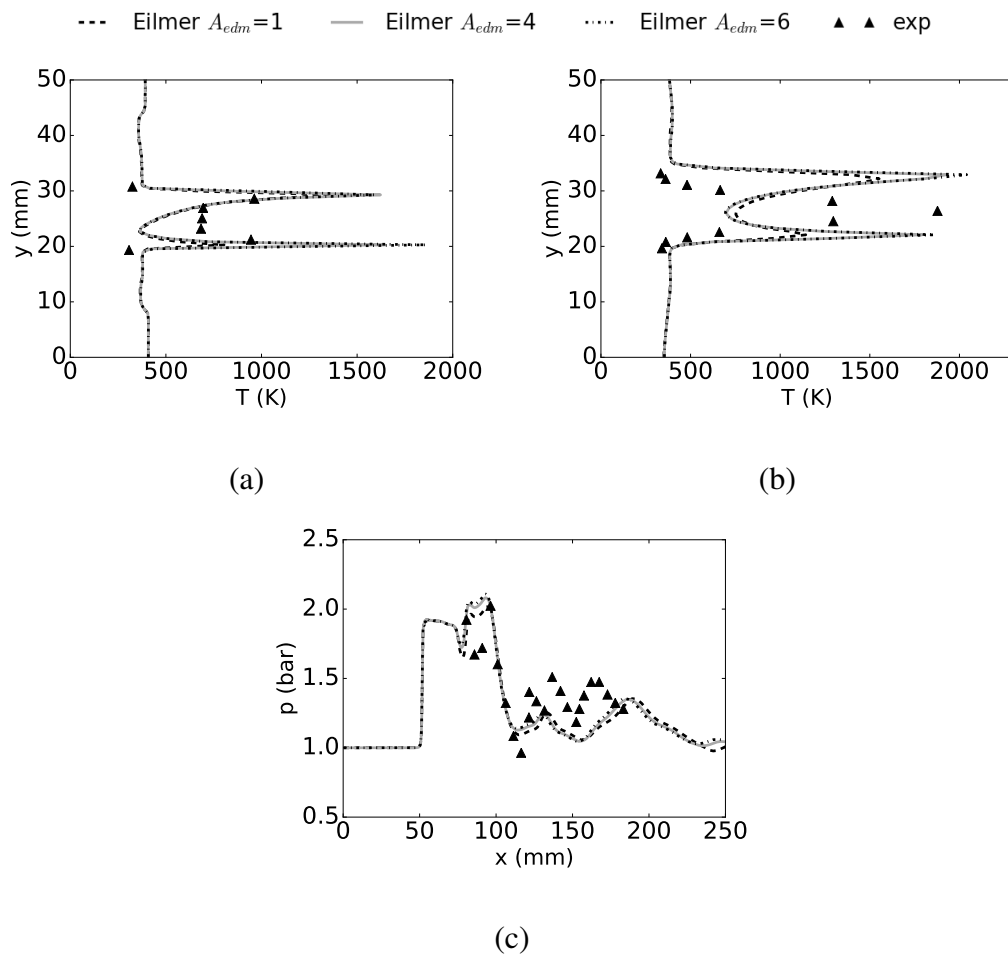 Eilmer A_edm=1 Eilmer A_edm=4 Eilmer A_edm=6 exp
50
40
30
20
10
0
y (mm)
0 500 1000 1500 2000
T (K)
(a)
50
40
30
20
10
0
y (mm)
0 500 1000 1500 2000
T (K)
(b)
2.5
2.0
1.5
1.0
0.5
p (bar)
0 50 100 150 200 250
x (mm)
(c)